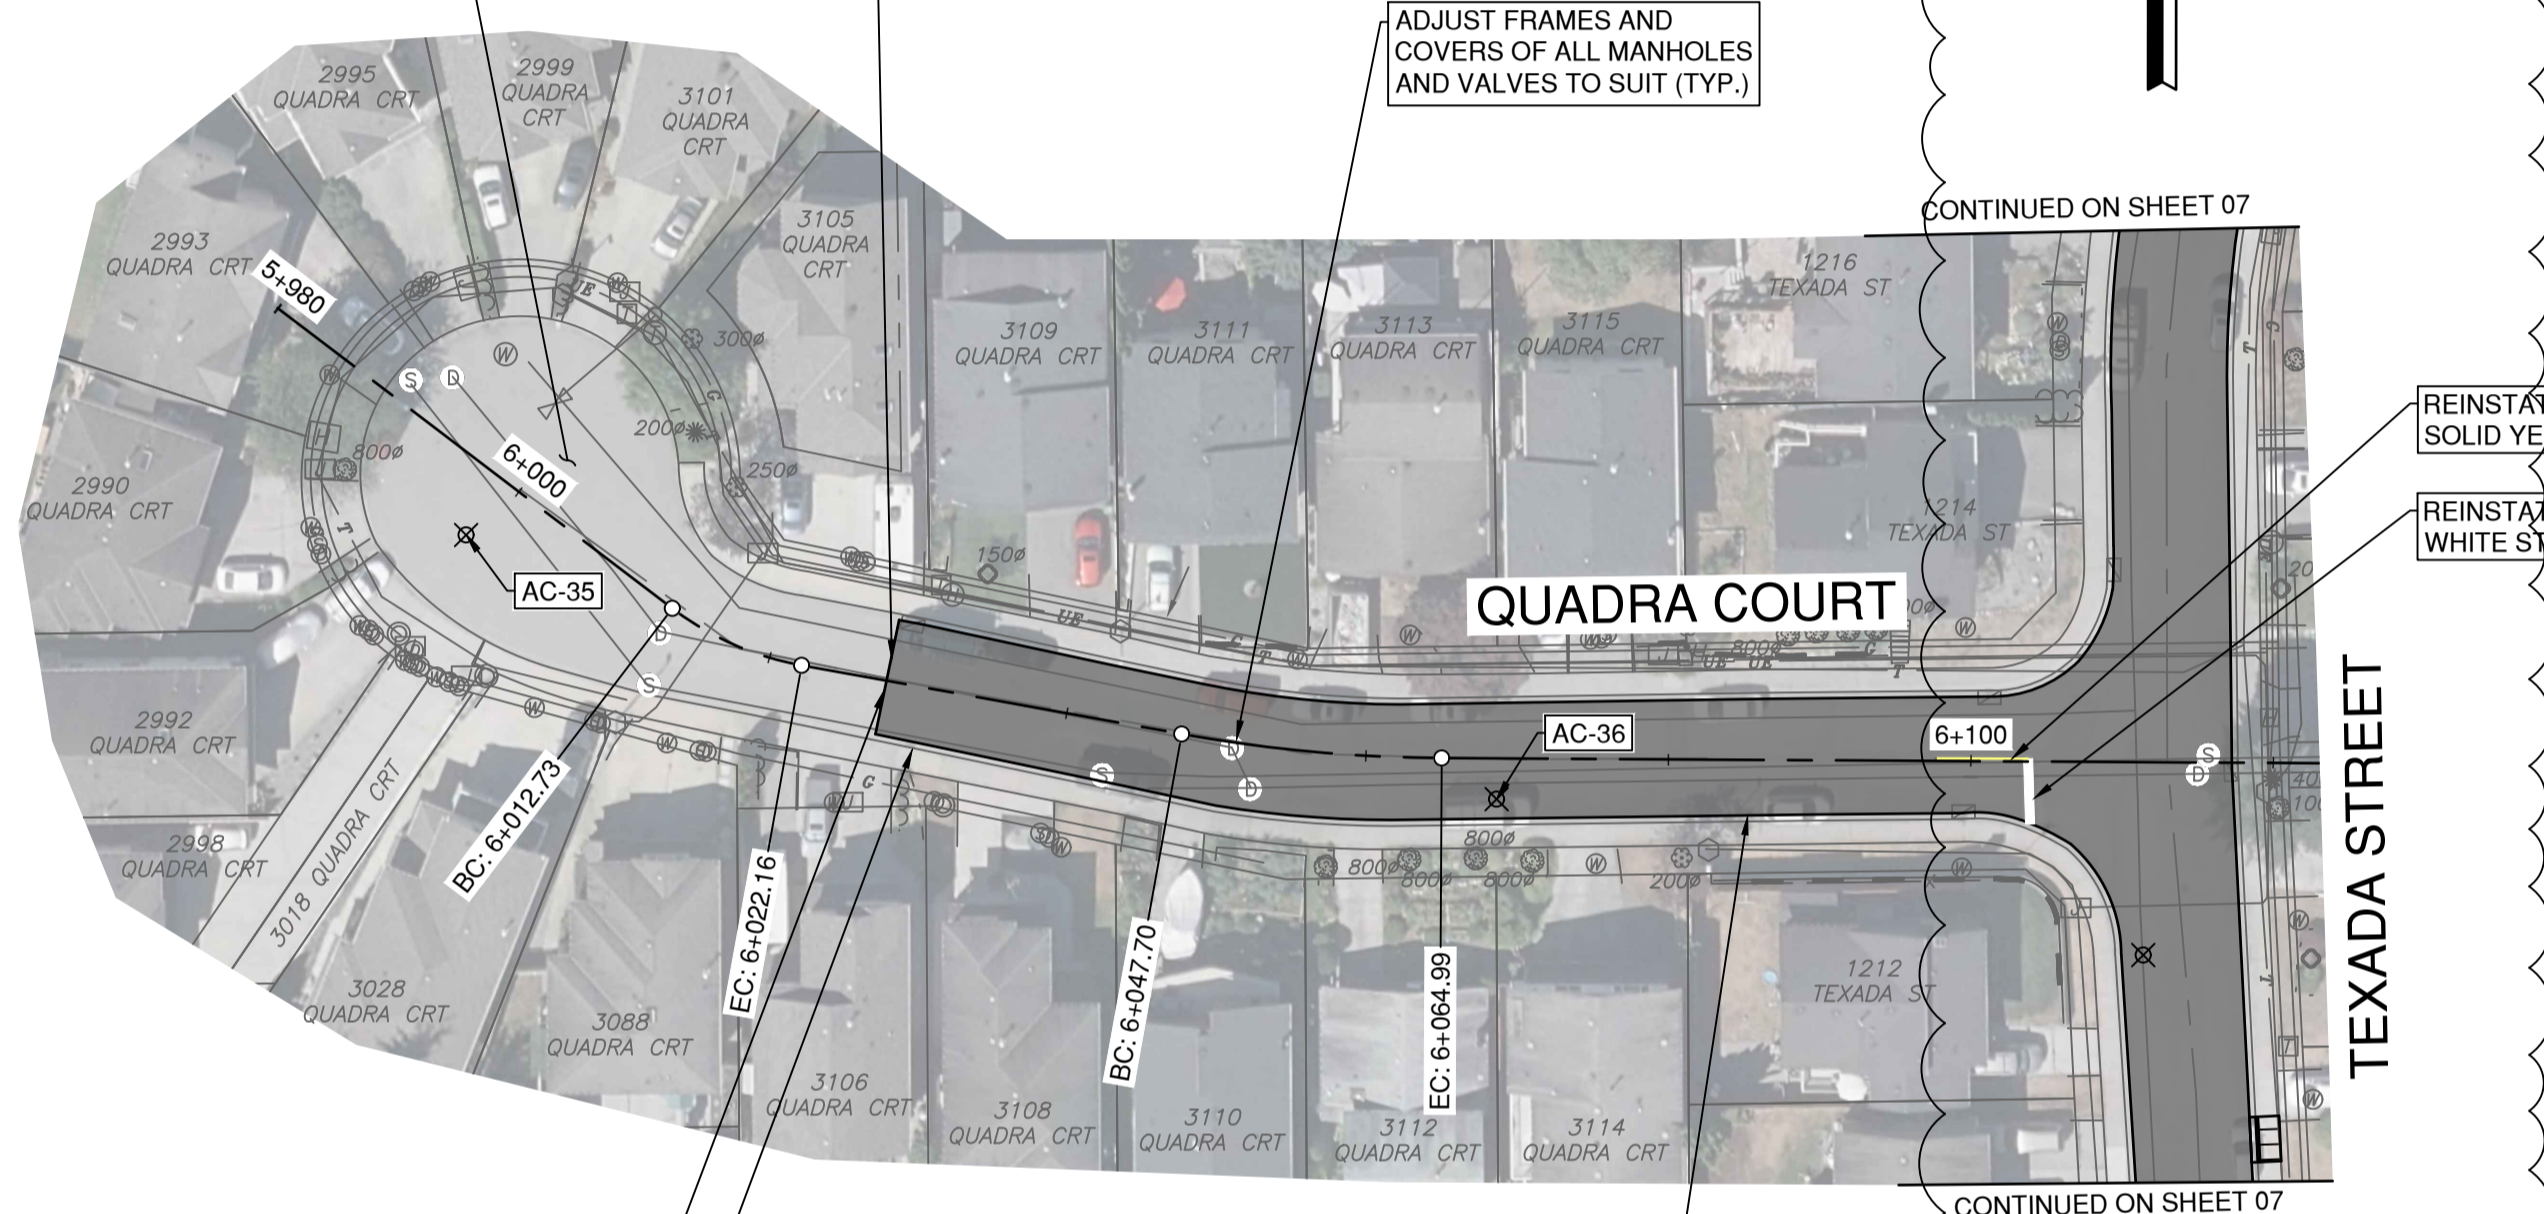 ADJUST FRAMES AND
COVERS OF ALL MANHOLES
AND VALVES TO SUIT (TYP.)
CONTINUED ON SHEET 07
2995
QUADRA CRT
2999
QUADRA
CRT
3101
QUADRA
CRT
3105
QUADRA
CRT
2993
QUADRA CRT
5+980
1216
TEXADA ST
3109
QUADRA CRT
3111
QUADRA CRT
3113
QUADRA CRT
3115
QUADRA CRT
300ø
200ø
250ø
800ø
6+000
2990
QUADRA CRT
1214
TEXADA ST
REINSTAT
SOLID YE
REINSTAT
WHITE ST
AC-35
150ø
QUADRA COURT
UE
UE
G
T
W
S
D
800ø
AC-36
6+100
2992
QUADRA CRT
2998
QUADRA CRT
3018 QUADRA CRT
BC: 6+012.73
EC: 6+022.16
BC: 6+047.70
EC: 6+064.99
800ø
800ø
800ø
800ø
200ø
TEXADA STREET
3028
QUADRA CRT
3088
QUADRA CRT
3106
QUADRA CRT
3108
QUADRA CRT
3110
QUADRA CRT
3112
QUADRA CRT
3114
QUADRA CRT
1212
TEXADA ST
CONTINUED ON SHEET 07